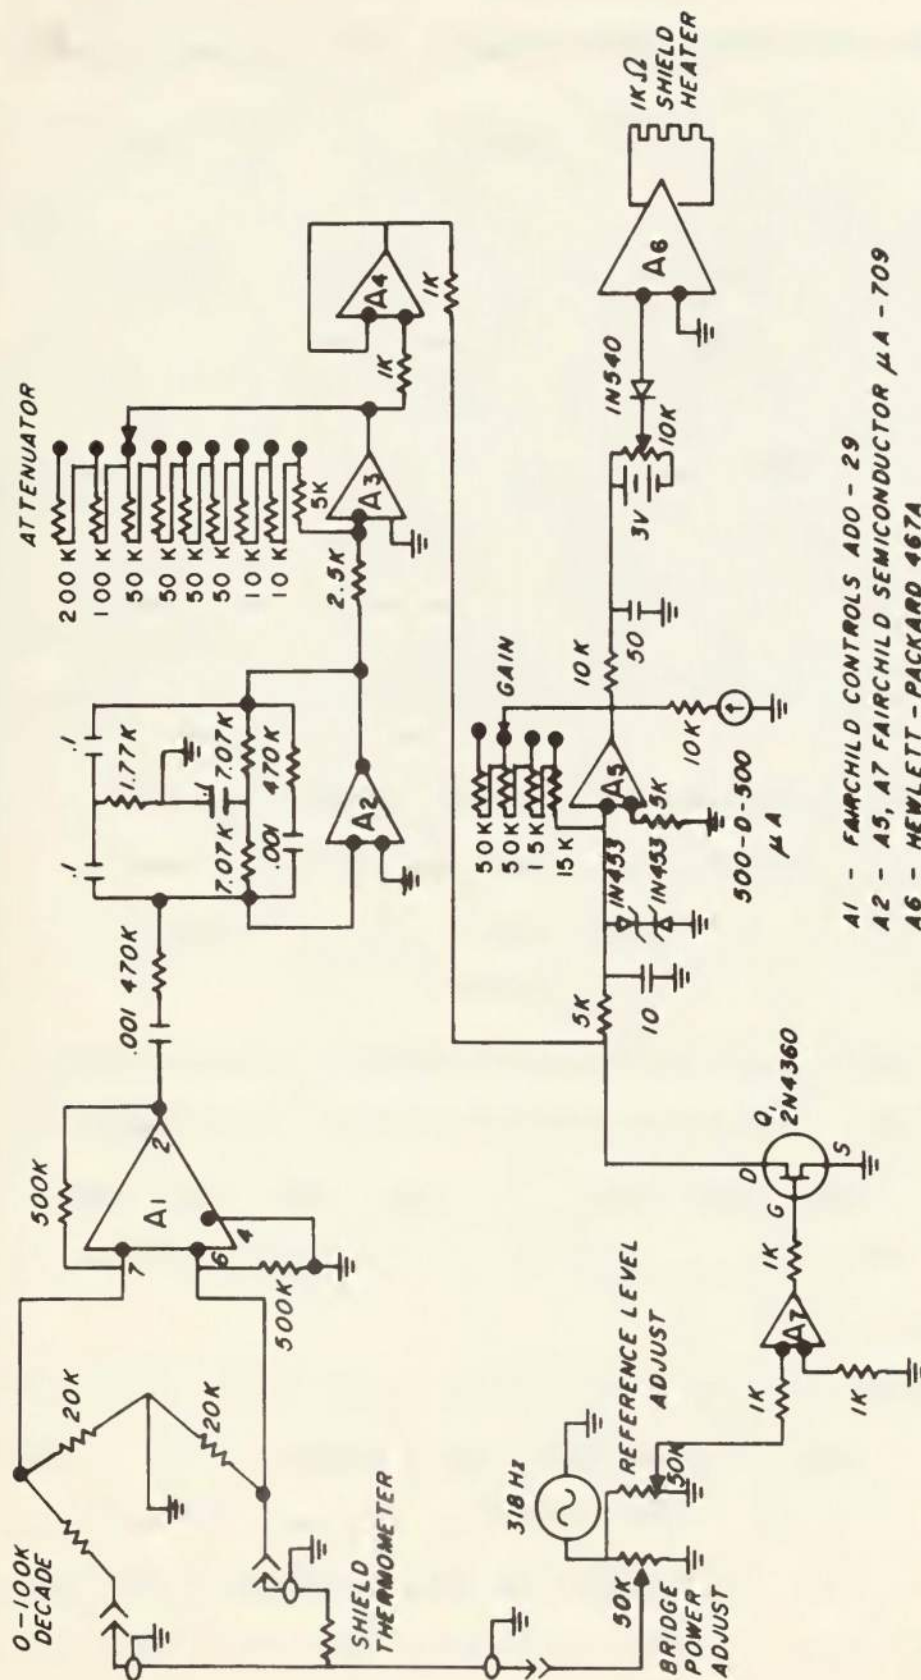 0-100K
DECADE
20K
20K
SHIELD
THERMOMETER
500K
A1
7
6
4
2
500K
.001
470K
.1
.1
1.77K
.1
7.07K
7.07K
.001
470K
A2
ATTENUATOR
200K
100K
50K
50K
50K
50K
10K
10K
5K
2.5K
A3
1K
A4
1K
318 Hz
50K
BRIDGE
POWER
ADJUST
REFERENCE LEVEL
ADJUST
50K
1K
1K
A7
1K
G
D
S
Q1
2N4360
5K
10
1N453
1N453
50K
50K
15K
15K
GAIN
A5
5K
10K
10K
500-0-500
μA
50
3V
10K
1N540
A6
1KΩ
SHIELD
HEATER
A1 - FAIRCHILD CONTROLS ADO-29
A2 - A5, A7 FAIRCHILD SEMICONDUCTOR μA-709
A6 - HEWLETT-PACKARD 467A